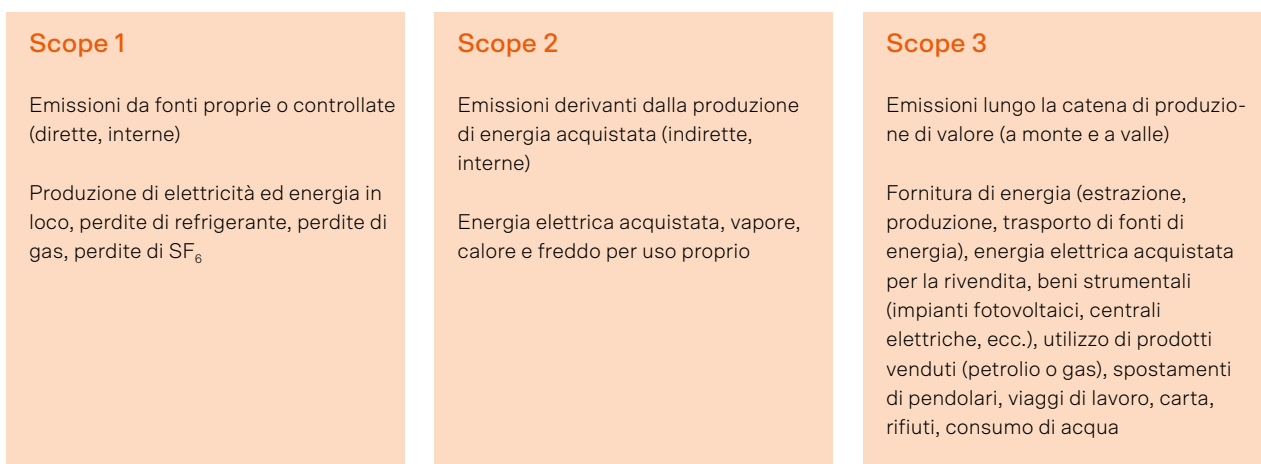 Scope 1
Emissioni da fonti proprie o controllate
(dirette, interne)
Produzione di elettricità ed energia in
loco, perdite di refrigerante, perdite di
gas, perdite di SF₆
Scope 2
Emissioni derivanti dalla produzione
di energia acquistata (indirette,
interne)
Energia elettrica acquistata, vapore,
calore e freddo per uso proprio
Scope 3
Emissioni lungo la catena di produzio-
ne di valore (a monte e a valle)
Fornitura di energia (estrazione,
produzione, trasporto di fonti di
energia), energia elettrica acquistata
per la rivendita, beni strumentali
(impianti fotovoltaici, centrali
elettriche, ecc.), utilizzo di prodotti
venduti (petrolio o gas), spostamenti
di pendolari, viaggi di lavoro, carta,
rifiuti, consumo di acqua